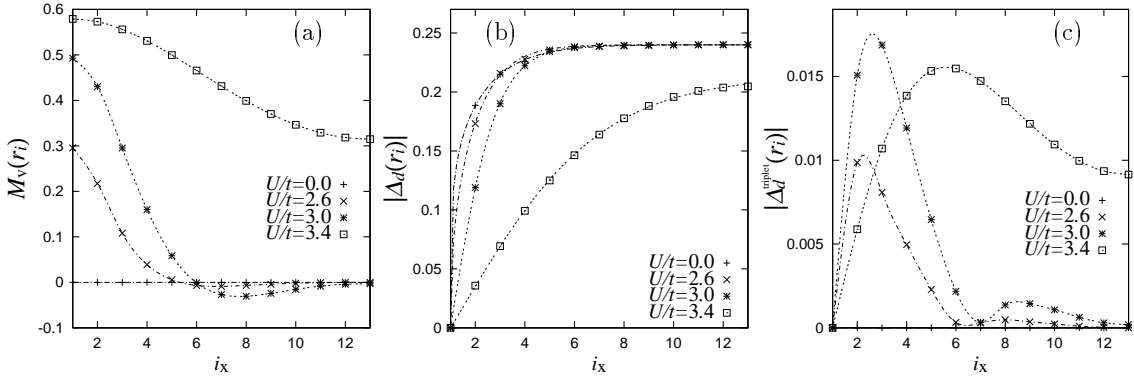 (a)
0.6
0.5
0.4
0.3
0.2
0.1
0
-0.1
M_v(r_i)
U/t=0.0
U/t=2.6
U/t=3.0
U/t=3.4
2 4 6 8 10 12
i_x
(b)
0.25
0.20
0.15
0.1
0.05
0
|Δ_d(r_i)|
U/t=0.0
U/t=2.6
U/t=3.0
U/t=3.4
2 4 6 8 10 12
i_x
(c)
0.015
0.01
0.005
0
|Δ_d^triplet(r_i)|
U/t=0.0
U/t=2.6
U/t=3.0
U/t=3.4
2 4 6 8 10 12
i_x